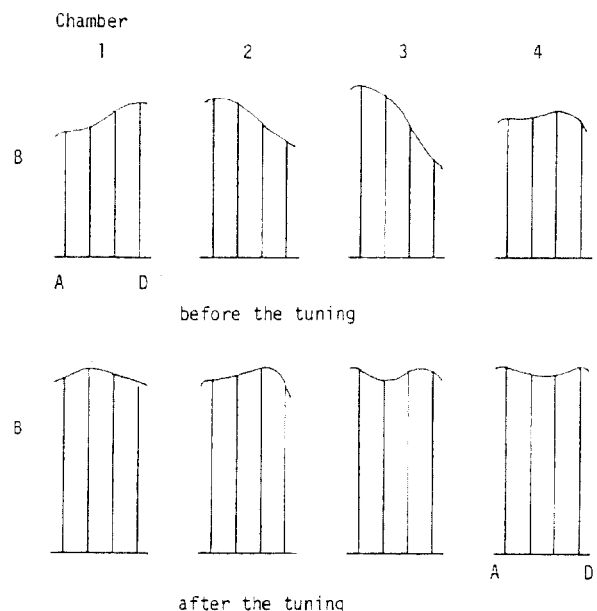 Chamber
1 2 3 4
B
A D
before the tuning
B
A D
after the tuning